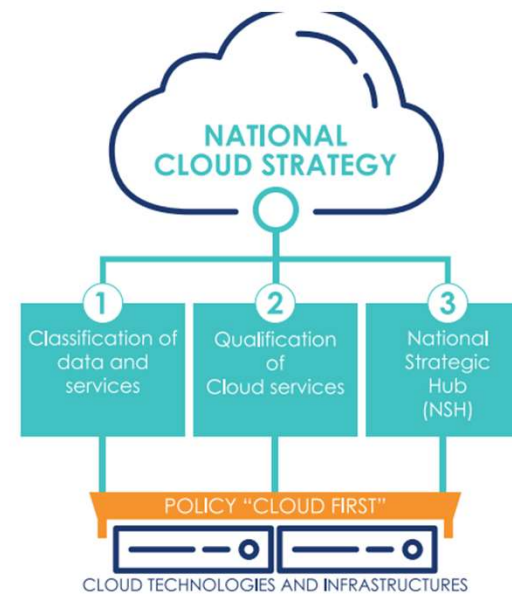 NATIONAL
CLOUD STRATEGY
1
Classification of
data and
services
2
Qualification
of
Cloud services
3
National
Strategic
Hub
(NSH)
POLICY “CLOUD FIRST”
CLOUD TECHNOLOGIES AND INFRASTRUCTURES